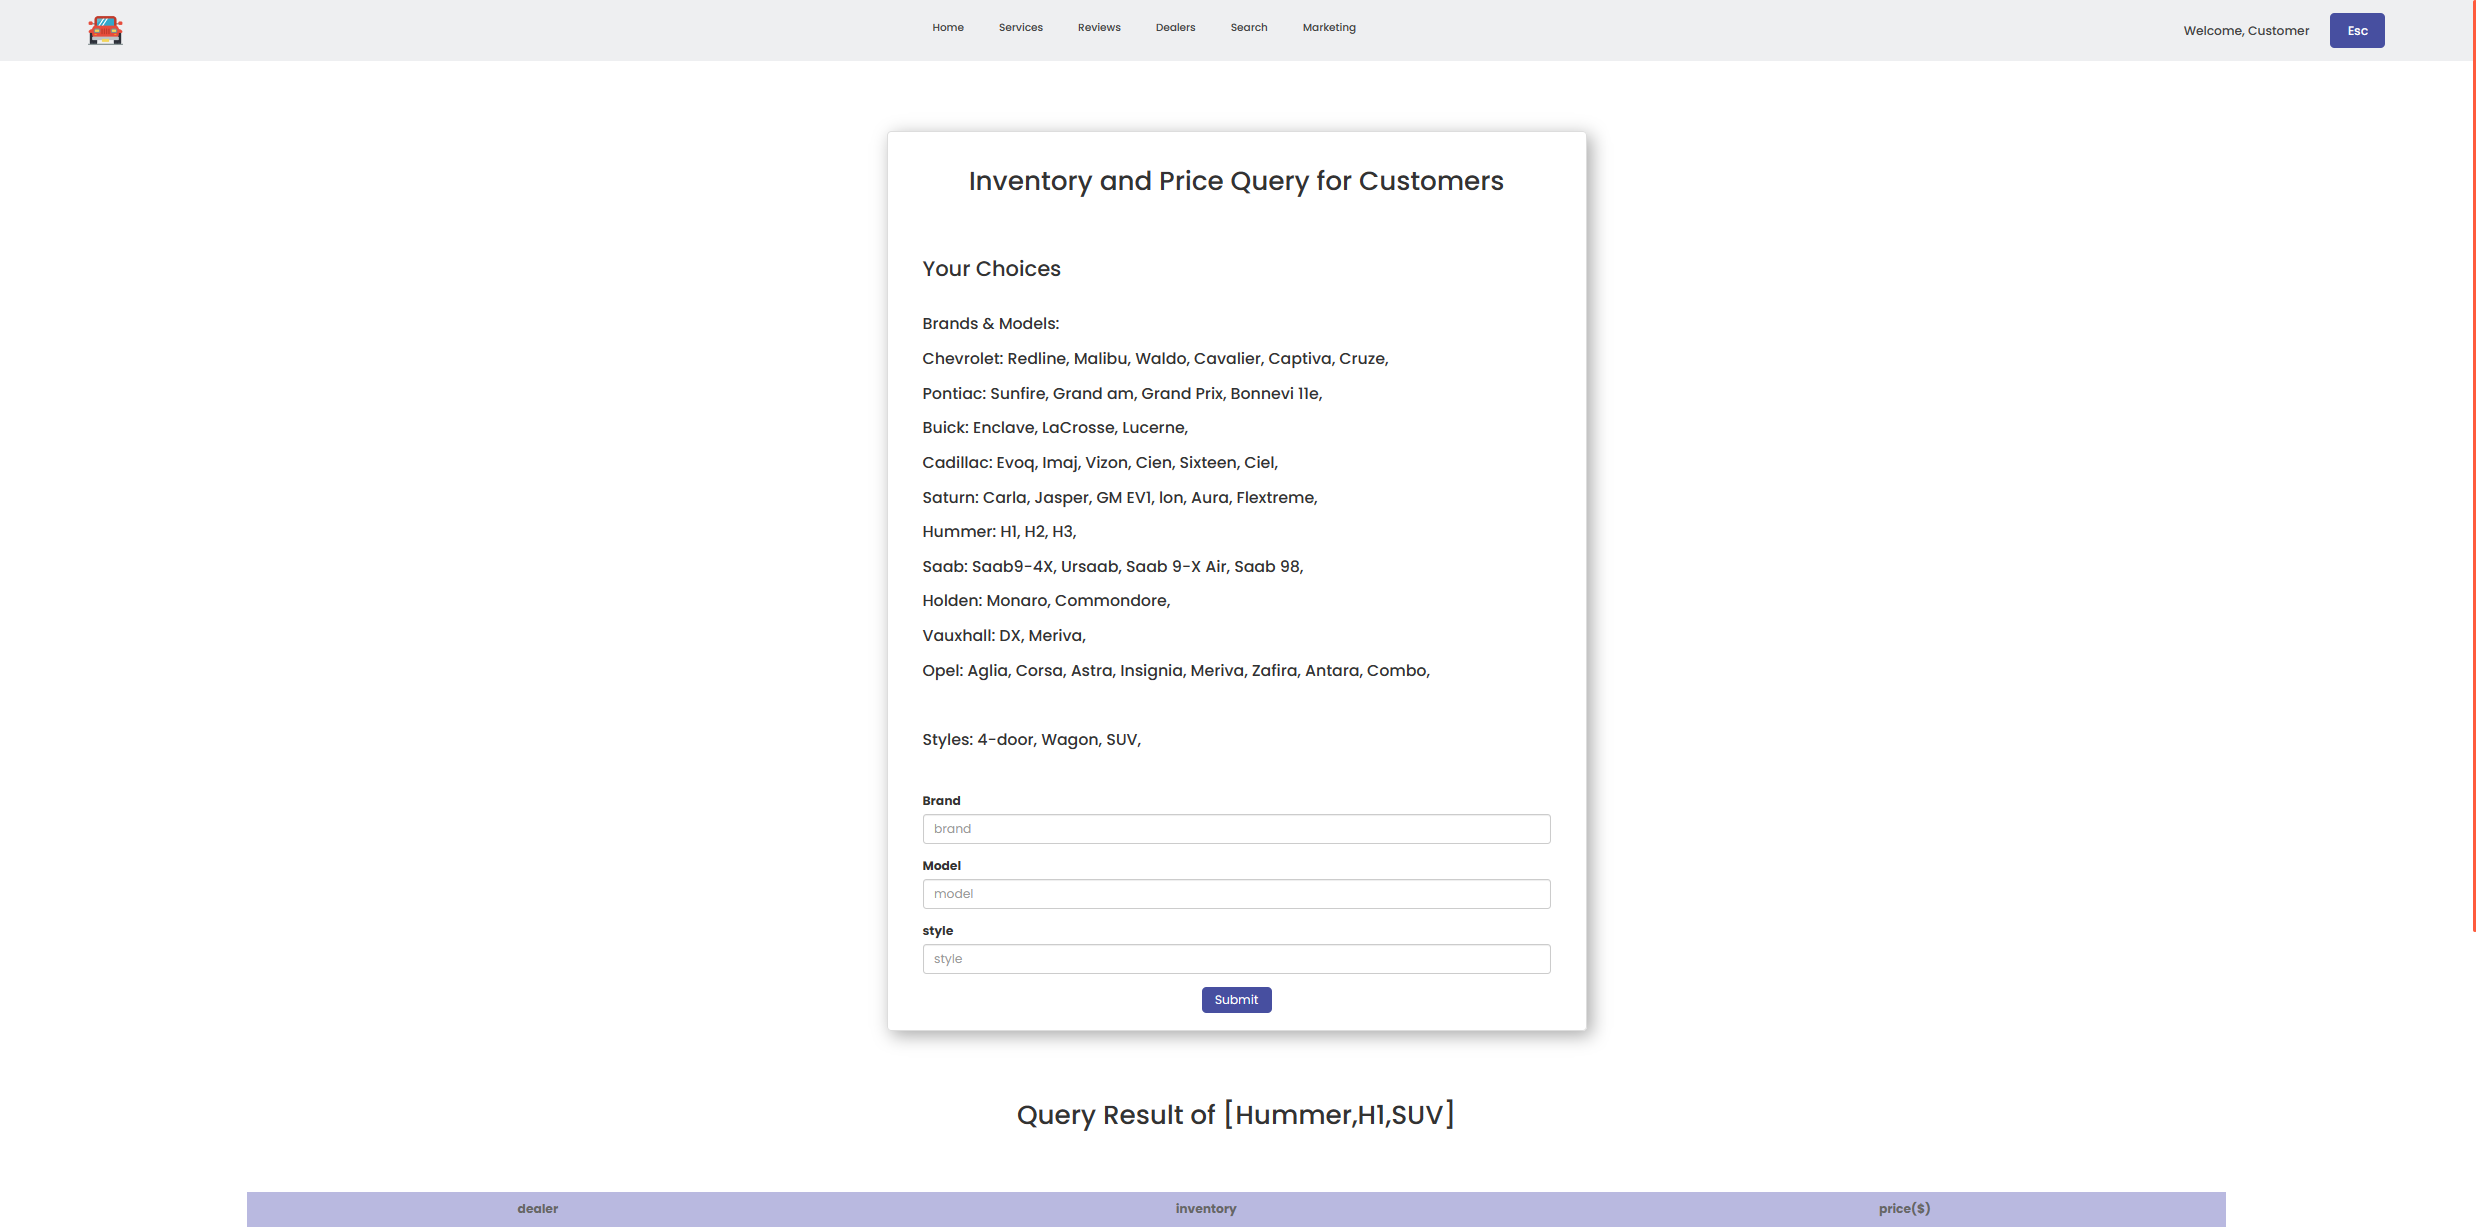 Home Services Reviews Dealers Search Marketing Welcome, Customer Esc
Inventory and Price Query for Customers
Your Choices
Brands & Models:
Chevrolet: Redline, Malibu, Waldo, Cavalier, Captiva, Cruze,
Pontiac: Sunfire, Grand am, Grand Prix, Bonnevi 11e,
Buick: Enclave, LaCrosse, Lucerne,
Cadillac: Evoq, Imaj, Vizon, Cien, Sixteen, Ciel,
Saturn: Carla, Jasper, GM EV1, lon, Aura, Flextreme,
Hummer: H1, H2, H3,
Saab: Saab9-4X, Ursaab, Saab 9-X Air, Saab 98,
Holden: Monaro, Commondore,
Vauxhall: DX, Meriva,
Opel: Aglia, Corsa, Astra, Insignia, Meriva, Zafira, Antara, Combo,
Styles: 4-door, Wagon, SUV,
Brand
brand
Model
model
style
style
Submit
Query Result of [Hummer,H1,SUV]
dealer inventory price($)